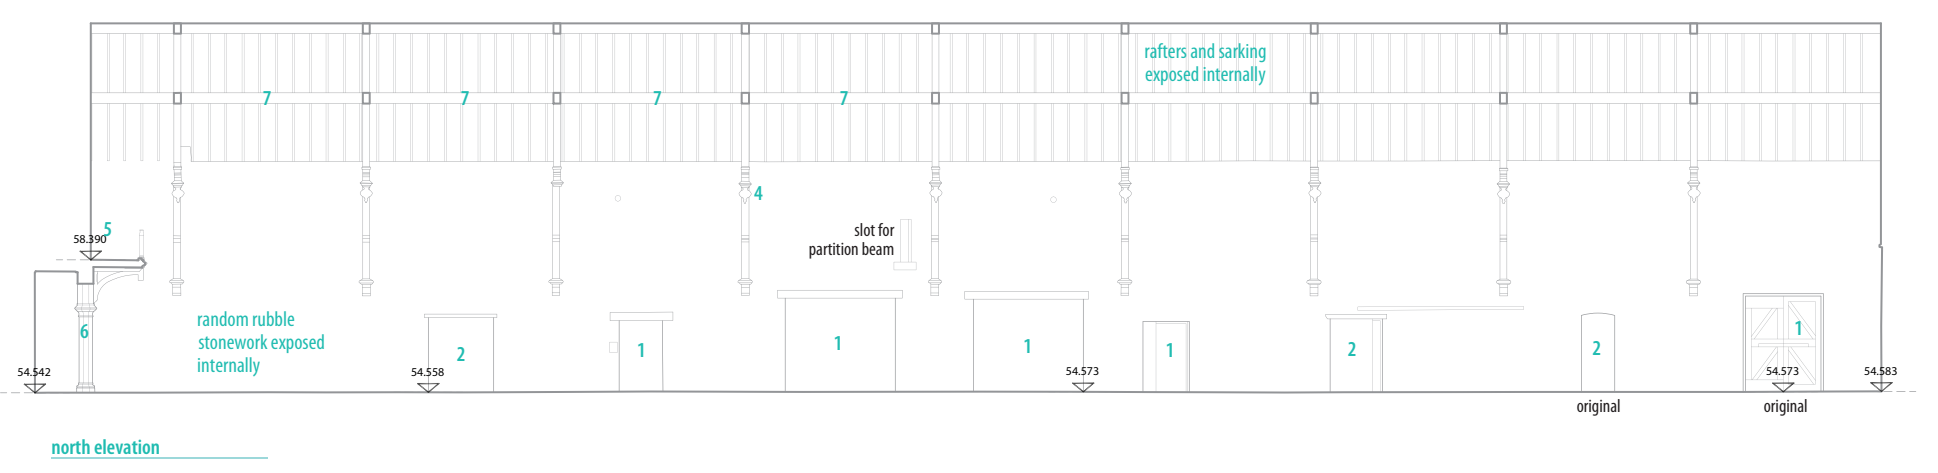 rafters and sarking
exposed internally
7 7 7 7
4
5
58.390
slot for
partition beam
6
random rubble
stonework exposed
internally
2 1 1 1 1 2 2 1
54.542 54.558 54.573 54.573 54.583
original original
north elevation